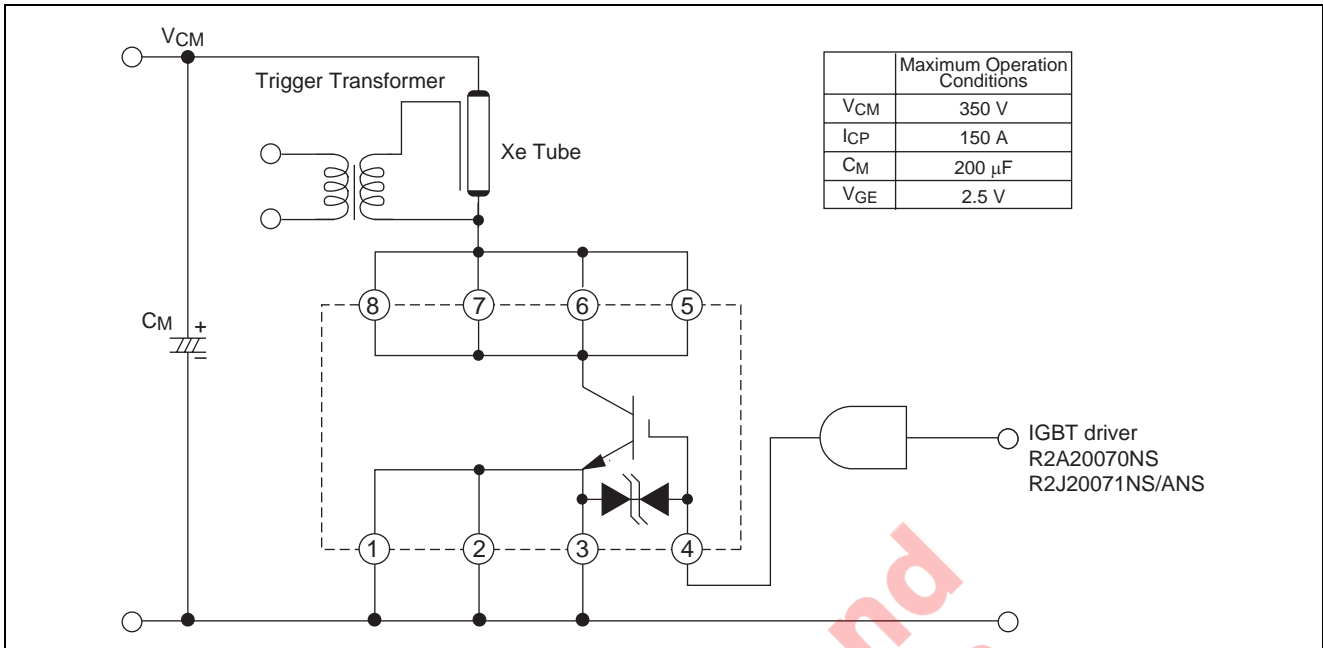 VCM
Trigger Transformer
Xe Tube
Maximum Operation
Conditions
VCM 350 V
ICP 150 A
CM 200 μF
VGE 2.5 V
8 7 6 5
CM +
–
IGBT driver
R2A20070NS
R2J20071NS/ANS
1 2 3 4
nd